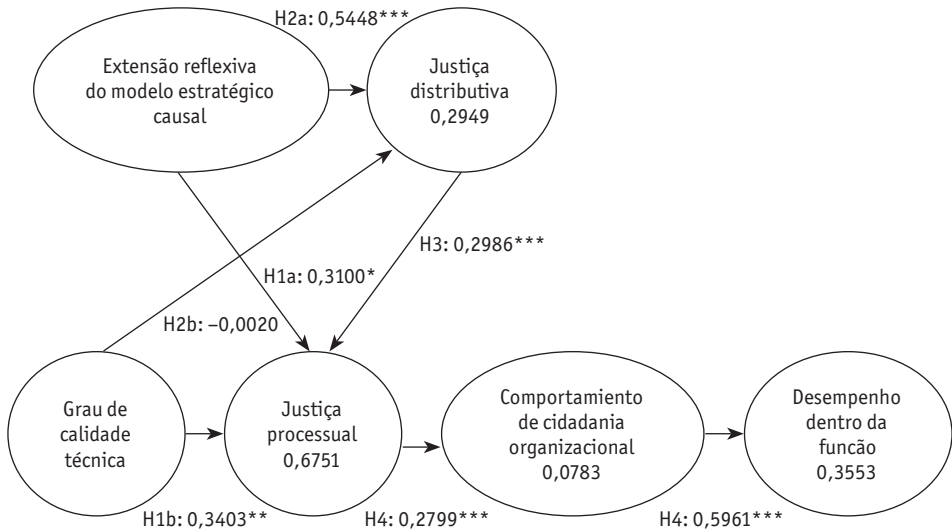 H2a: 0,5448***
Extensão reflexiva
do modelo estratégico
causal
Justiça
distributiva
0,2949
H3: 0,2986***
H1a: 0,3100*
H2b: –0,0020
Grau de
calidade
técnica
Justiça
processual
0,6751
Comportamiento
de cidadania
organizacional
0,0783
Desempenho
dentro da
funcão
0,3553
H1b: 0,3403**
H4: 0,2799***
H4: 0,5961***